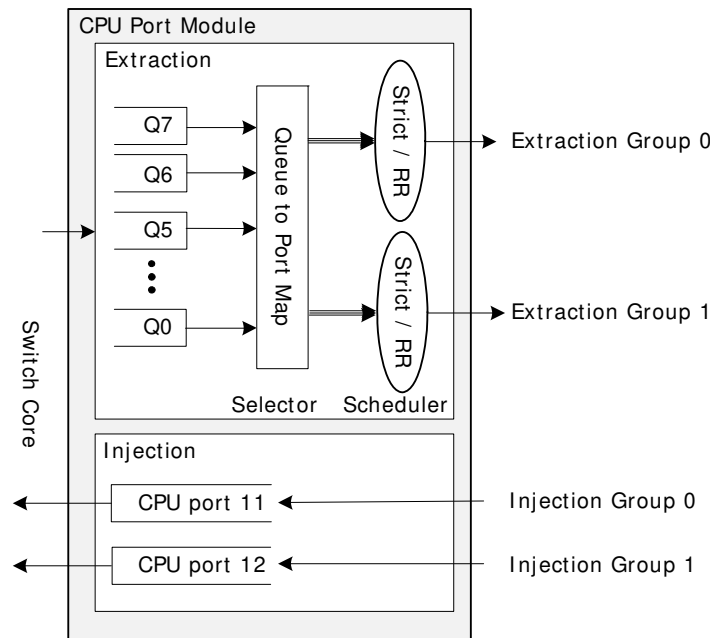 CPU Port Module
Extraction
Q7
Q6
Q5
Q0
Queue to Port Map
Strict / RR
Strict / RR
Extraction Group 0
Extraction Group 1
Selector
Scheduler
Switch Core
Injection
CPU port 11
Injection Group 0
CPU port 12
Injection Group 1